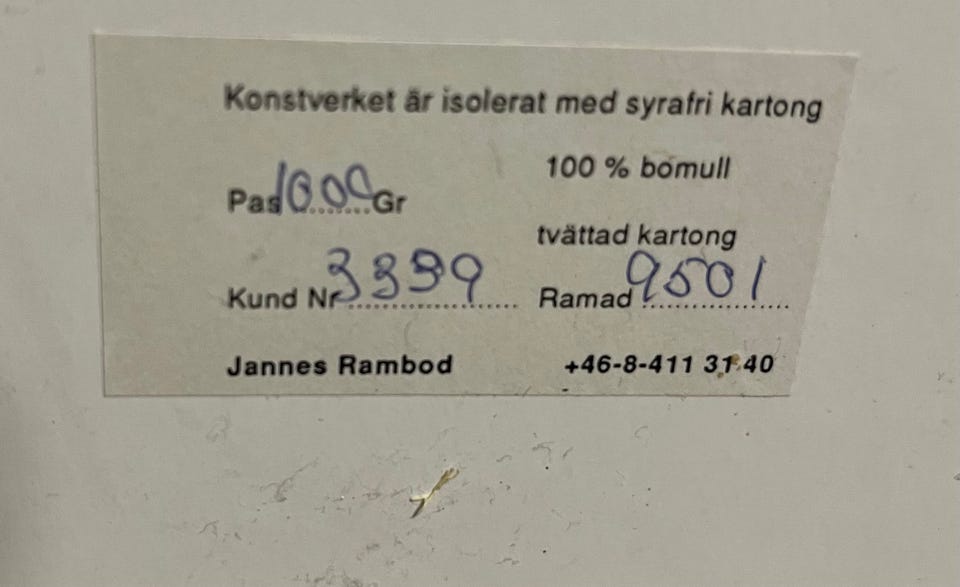 Konstverket är isolerat med syrafri kartong
100 % bomull
Pas 1000 Gr
tvättad kartong
Kund Nr 3339 Ramad 9501
Jannes Rambod +46-8-411 31 40